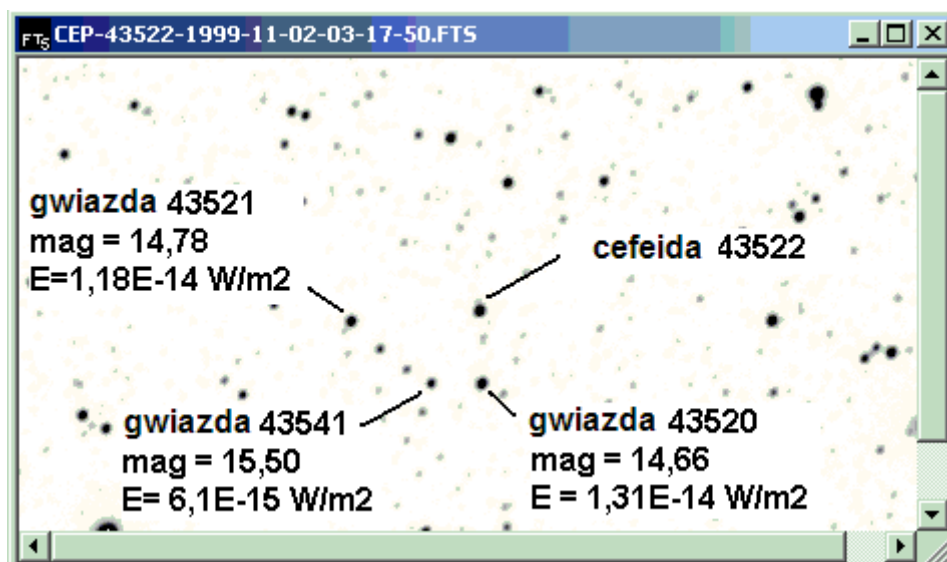 FTS CEP-43522-1999-11-02-03-17-50.FTS
gwiazda 43521
mag = 14,78
E=1,18E-14 W/m2
cefeida 43522
gwiazda 43541
mag = 15,50
E= 6,1E-15 W/m2
gwiazda 43520
mag = 14,66
E = 1,31E-14 W/m2